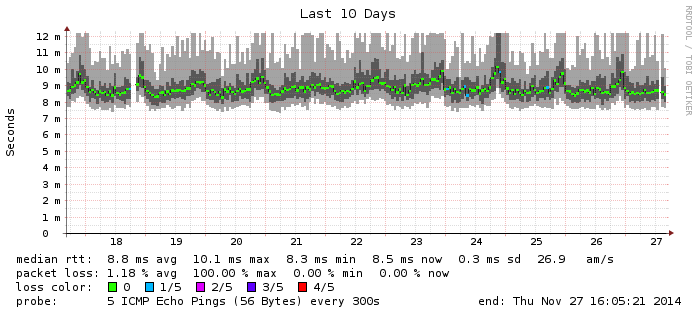 Last 10 Days
RRDTOOL / TOBI OETIKER
Seconds
12 m
11 m
10 m
9 m
8 m
7 m
6 m
5 m
4 m
3 m
2 m
1 m
0
18 19 20 21 22 23 24 25 26 27
median rtt: 8.8 ms avg 10.1 ms max 8.3 ms min 8.5 ms now 0.3 ms sd 26.9 am/s
packet loss: 1.18 % avg 100.00 % max 0.00 % min 0.00 % now
loss color: 0 1/5 2/5 3/5 4/5
probe: 5 ICMP Echo Pings (56 Bytes) every 300s end: Thu Nov 27 16:05:21 2014